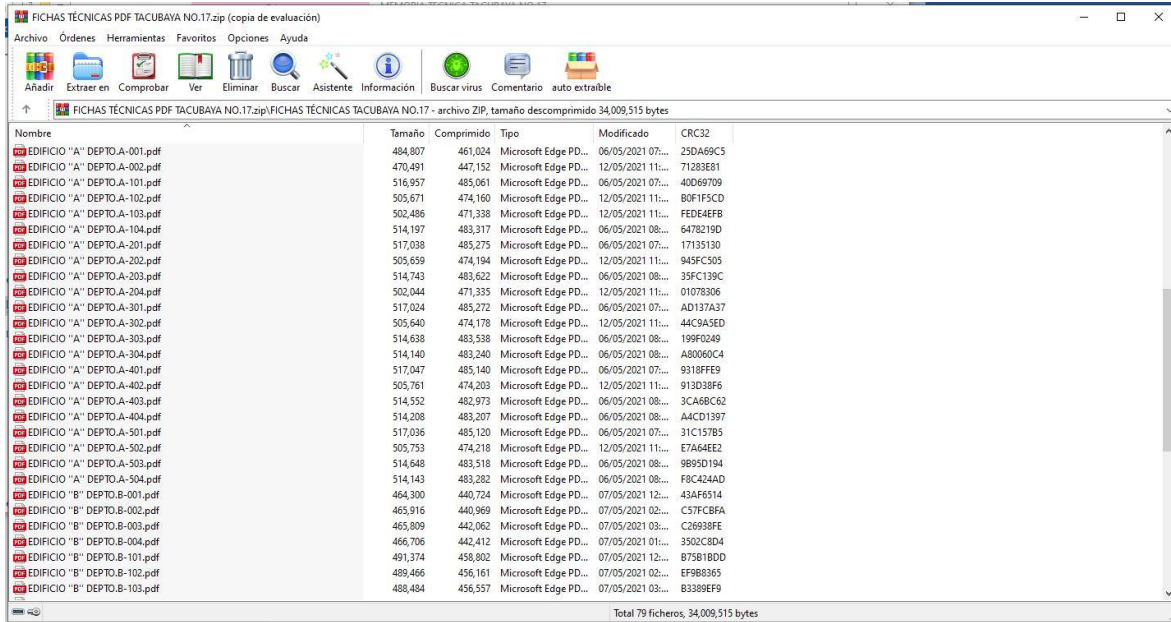 FICHAS TÉCNICAS PDF TACUBAYA NO.17.zip (copia de evaluación)
Archivo Órdenes Herramientas Favoritos Opciones Ayuda
Añadir Extraer en Comprobar Ver Eliminar Buscar Asistente Información Buscar virus Comentario auto extraíble
FICHAS TÉCNICAS PDF TACUBAYA NO.17.zip\FICHAS TÉCNICAS TACUBAYA NO.17 - archivo ZIP, tamaño descomprimido 34,009,515 bytes
Nombre Tamaño Comprimido Tipo Modificado CRC32
EDIFICIO "A" DEPTO.A-001.pdf 484,807 461,024 Microsoft Edge PD... 06/05/2021 07:... 25DA69C5
EDIFICIO "A" DEPTO.A-002.pdf 470,491 447,152 Microsoft Edge PD... 12/05/2021 11:... 71283E81
EDIFICIO "A" DEPTO.A-101.pdf 516,957 485,061 Microsoft Edge PD... 06/05/2021 07:... 40D69709
EDIFICIO "A" DEPTO.A-102.pdf 505,671 474,160 Microsoft Edge PD... 12/05/2021 11:... B0F1F5CD
EDIFICIO "A" DEPTO.A-103.pdf 502,486 471,338 Microsoft Edge PD... 12/05/2021 11:... FEDE4EFB
EDIFICIO "A" DEPTO.A-104.pdf 514,197 483,317 Microsoft Edge PD... 06/05/2021 08:... 6478219D
EDIFICIO "A" DEPTO.A-201.pdf 517,038 485,275 Microsoft Edge PD... 06/05/2021 07:... 17135130
EDIFICIO "A" DEPTO.A-202.pdf 505,659 474,194 Microsoft Edge PD... 12/05/2021 11:... 945FC505
EDIFICIO "A" DEPTO.A-203.pdf 514,743 483,622 Microsoft Edge PD... 06/05/2021 08:... 35FC139C
EDIFICIO "A" DEPTO.A-204.pdf 502,044 471,335 Microsoft Edge PD... 12/05/2021 11:... 01078306
EDIFICIO "A" DEPTO.A-301.pdf 517,024 485,272 Microsoft Edge PD... 06/05/2021 07:... AD137A37
EDIFICIO "A" DEPTO.A-302.pdf 505,640 474,178 Microsoft Edge PD... 12/05/2021 11:... 44C9A5ED
EDIFICIO "A" DEPTO.A-303.pdf 514,638 483,538 Microsoft Edge PD... 06/05/2021 08:... 199F0249
EDIFICIO "A" DEPTO.A-304.pdf 514,140 483,240 Microsoft Edge PD... 06/05/2021 08:... A80060C4
EDIFICIO "A" DEPTO.A-401.pdf 517,047 485,140 Microsoft Edge PD... 06/05/2021 07:... 9318FFE9
EDIFICIO "A" DEPTO.A-402.pdf 505,761 474,203 Microsoft Edge PD... 12/05/2021 11:... 913D38F6
EDIFICIO "A" DEPTO.A-403.pdf 514,552 482,973 Microsoft Edge PD... 06/05/2021 08:... 3CA6BC62
EDIFICIO "A" DEPTO.A-404.pdf 514,208 483,207 Microsoft Edge PD... 06/05/2021 08:... A4CD1397
EDIFICIO "A" DEPTO.A-501.pdf 517,036 485,120 Microsoft Edge PD... 06/05/2021 07:... 31C157B5
EDIFICIO "A" DEPTO.A-502.pdf 505,753 474,218 Microsoft Edge PD... 12/05/2021 11:... E7A64EE2
EDIFICIO "A" DEPTO.A-503.pdf 514,648 483,518 Microsoft Edge PD... 06/05/2021 08:... 9B95D194
EDIFICIO "A" DEPTO.A-504.pdf 514,143 483,282 Microsoft Edge PD... 06/05/2021 08:... F8C424AD
EDIFICIO "B" DEPTO.B-001.pdf 464,300 440,724 Microsoft Edge PD... 07/05/2021 12:... 43AF6514
EDIFICIO "B" DEPTO.B-002.pdf 465,916 440,969 Microsoft Edge PD... 07/05/2021 02:... C57FCBFA
EDIFICIO "B" DEPTO.B-003.pdf 465,809 442,062 Microsoft Edge PD... 07/05/2021 03:... C26938FE
EDIFICIO "B" DEPTO.B-004.pdf 466,706 442,412 Microsoft Edge PD... 07/05/2021 01:... 3502C8D4
EDIFICIO "B" DEPTO.B-101.pdf 491,374 458,802 Microsoft Edge PD... 07/05/2021 12:... B75B1BDD
EDIFICIO "B" DEPTO.B-102.pdf 489,466 456,161 Microsoft Edge PD... 07/05/2021 02:... EF9B8365
EDIFICIO "B" DEPTO.B-103.pdf 488,484 456,557 Microsoft Edge PD... 07/05/2021 03:... B3389EF9
Total 79 ficheros, 34,009,515 bytes